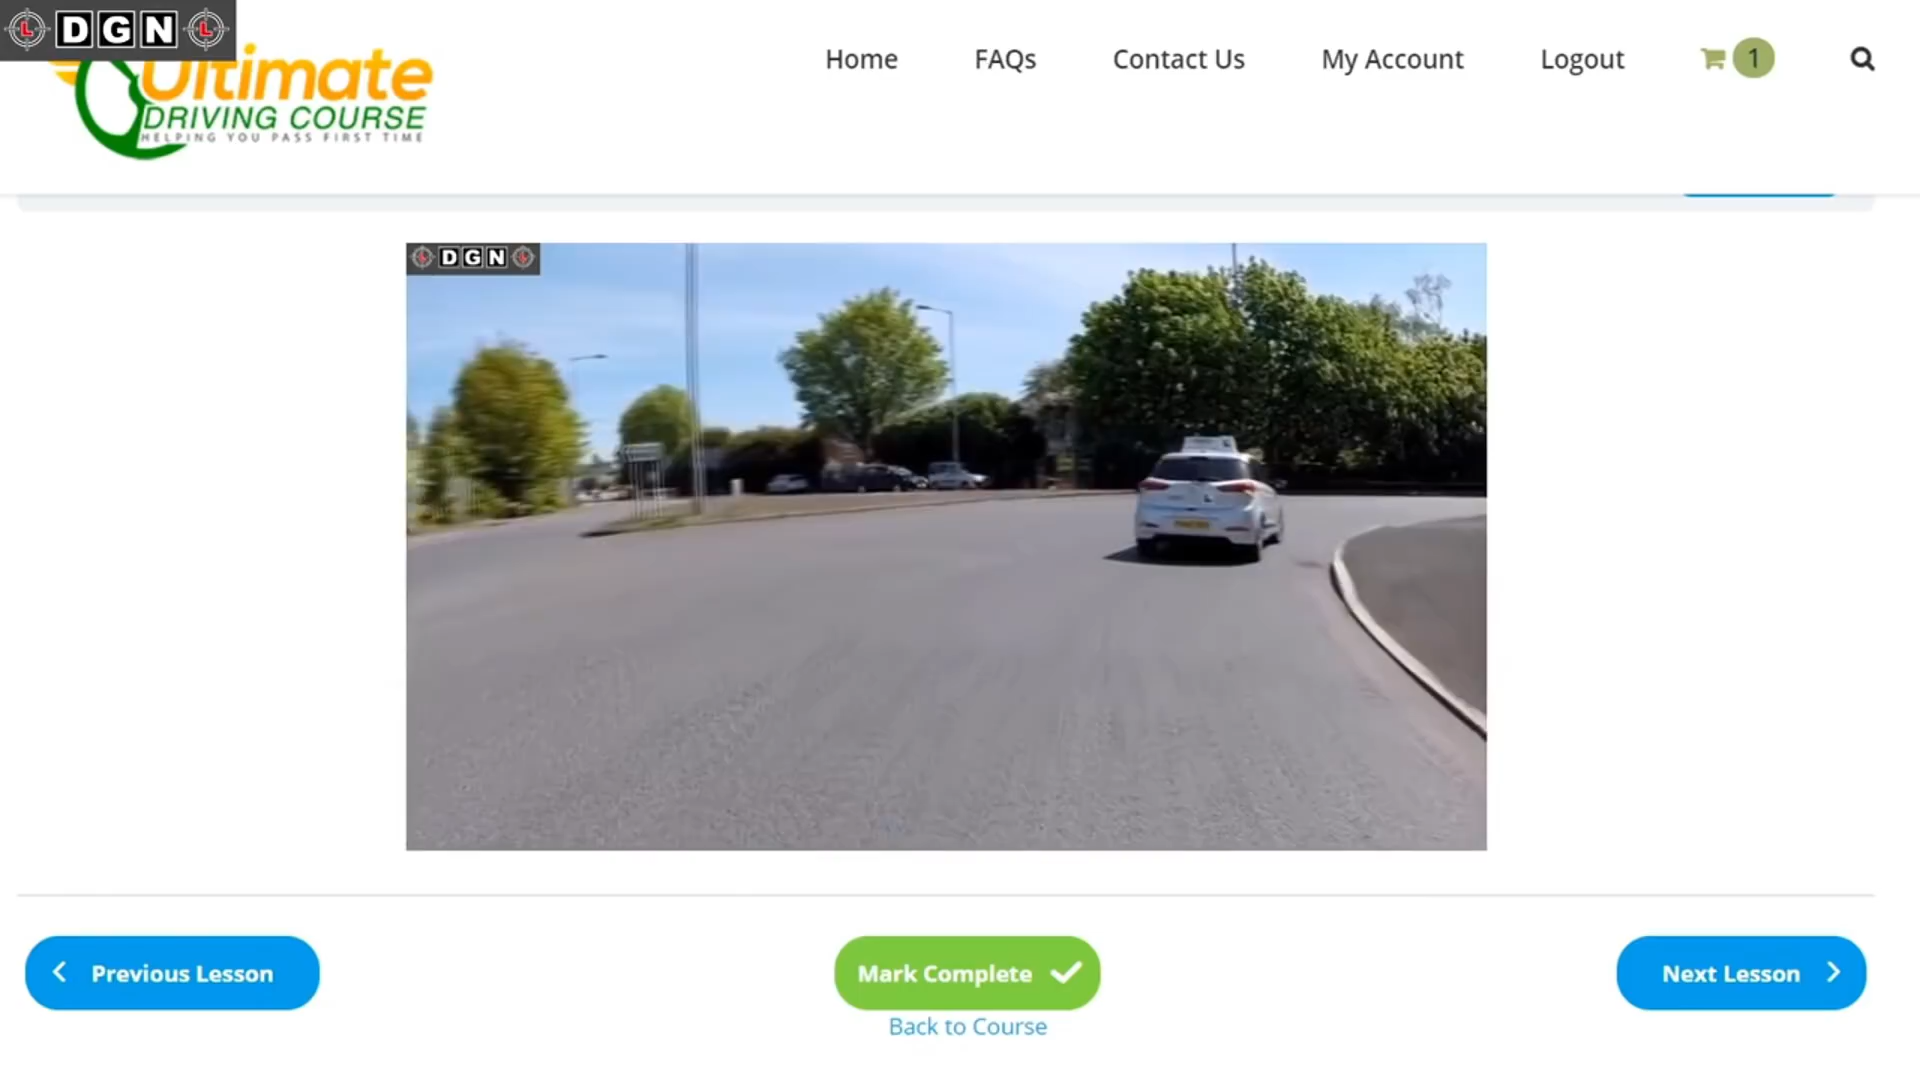 L DGN L
Ultimate
DRIVING COURSE
HELPING YOU PASS FIRST TIME
Home FAQs Contact Us My Account Logout 1
L DGN L
Previous Lesson Mark Complete Next Lesson
Back to Course